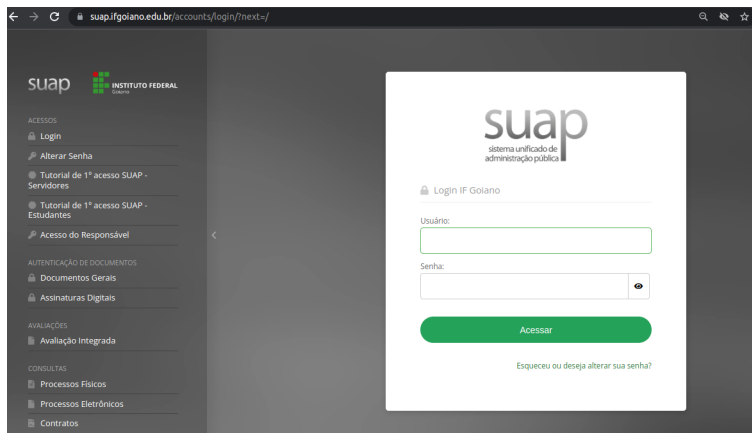 suap.ifgoiano.edu.br/accounts/login/?next=/
suap
INSTITUTO FEDERAL
Goiano
ACESSOS
Login
Alterar Senha
Tutorial de 1º acesso SUAP -
Servidores
Tutorial de 1º acesso SUAP -
Estudantes
Acesso do Responsável
AUTENTICAÇÃO DE DOCUMENTOS
Documentos Gerais
Assinaturas Digitais
AVALIAÇÕES
Avaliação Integrada
CONSULTAS
Processos Físicos
Processos Eletrônicos
Contratos
suap
sistema unificado de
administração pública
Login IF Goiano
Usuário:
Senha:
Acessar
Esqueceu ou deseja alterar sua senha?